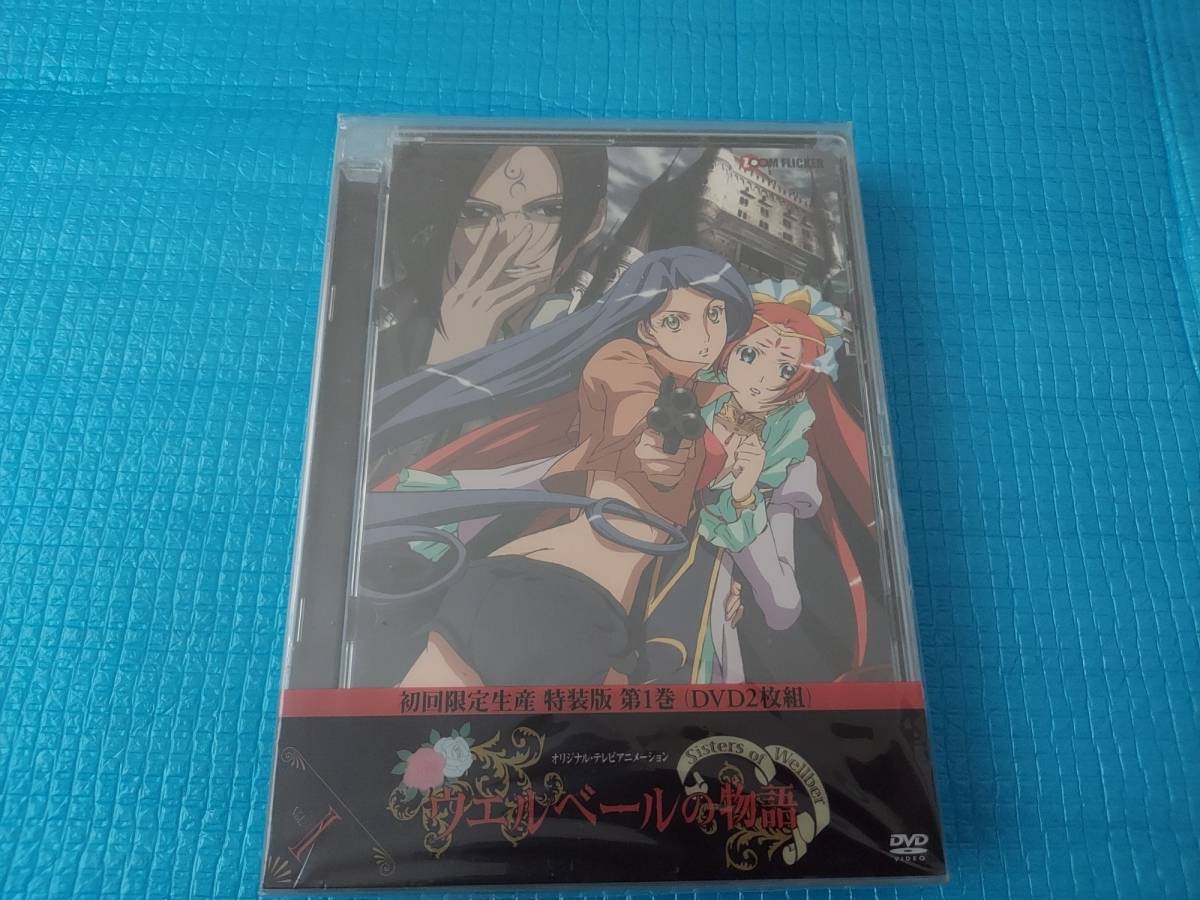 ZOOM FLICKER
初回限定生産 特装版 第1巻 (DVD2枚組)
オリジナル・テレビアニメーション
Sisters of Wellber
ウエルベールの物語
Vol. I
DVD
VIDEO